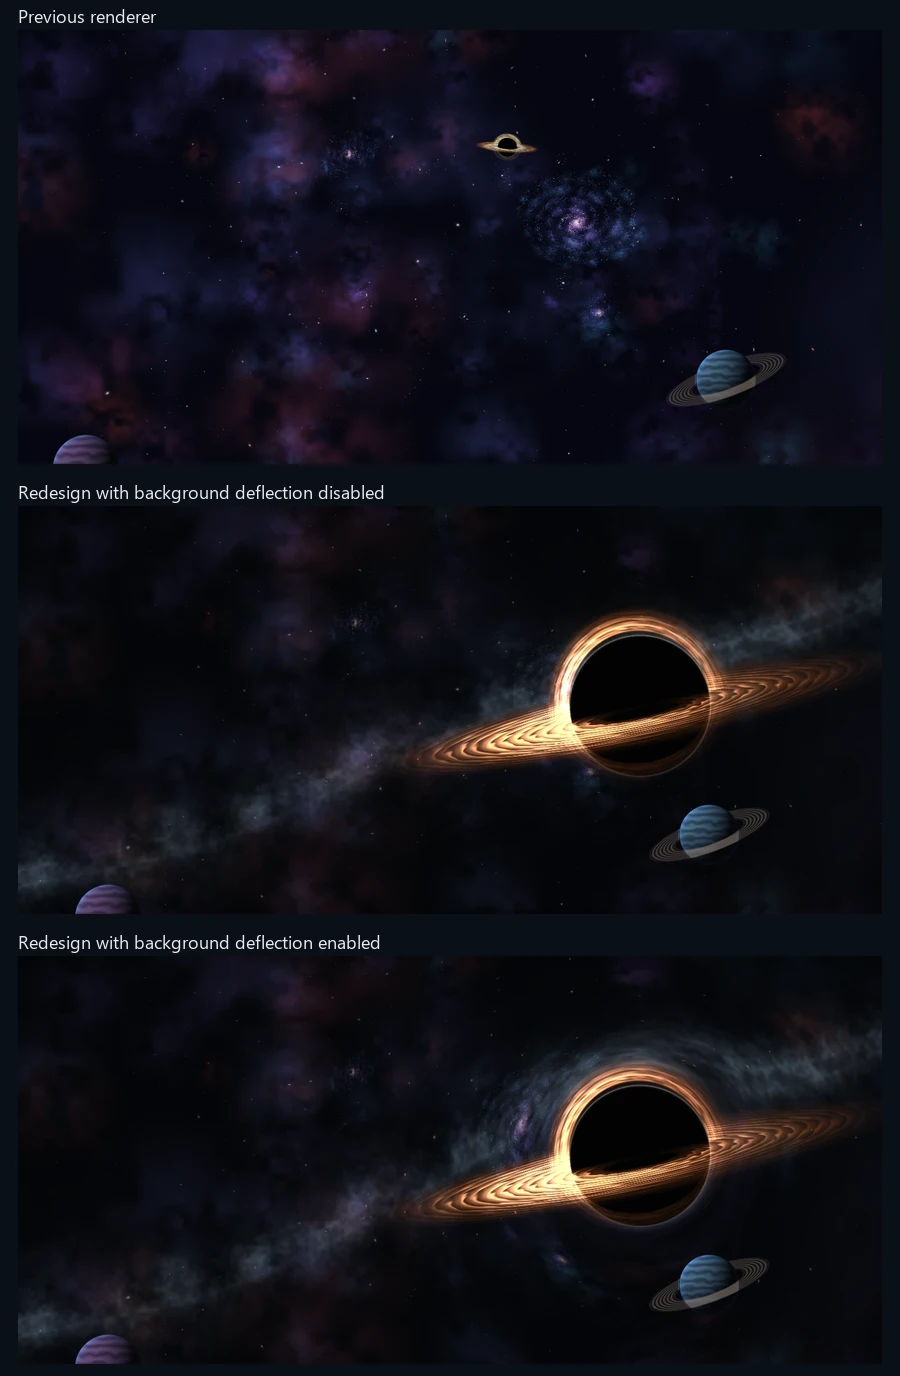 Previous renderer
Redesign with background deflection disabled
Redesign with background deflection enabled